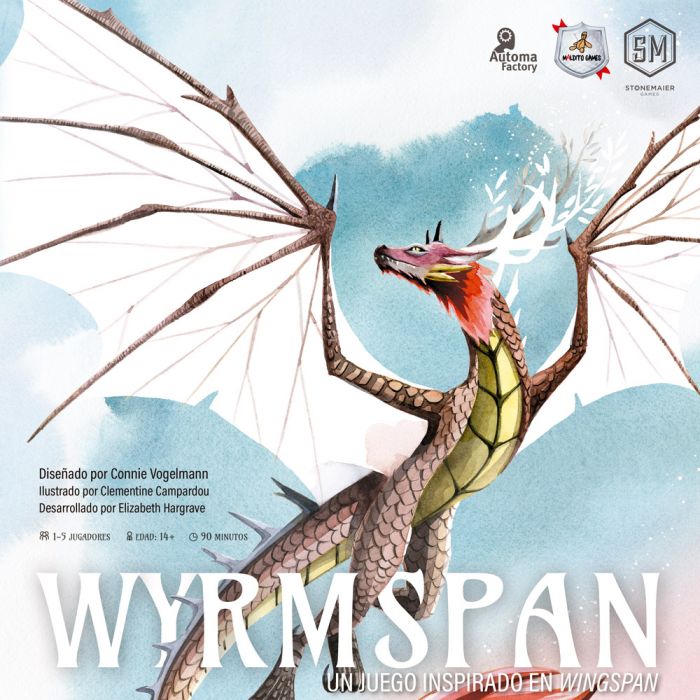 Automa
Factory
MALDITO GAMES
SM
STONEMAIER
GAMES
Diseñado por Connie Vogelmann
Ilustrado por Clementine Campardou
Desarrollado por Elizabeth Hargrave
1-5 JUGADORES EDAD: 14+ 90 MINUTOS
WYRMSPAN
UN JUEGO INSPIRADO EN WINGSPAN